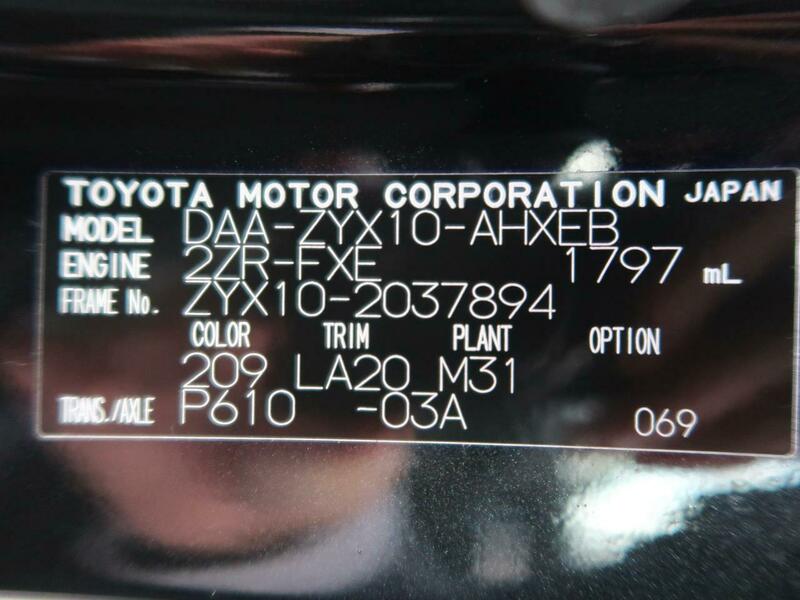 TOYOTA MOTOR CORPORATION JAPAN
MODEL DAA-ZYX10-AHXEB
ENGINE 2ZR-FXE 1797 mL
FRAME No. ZYX10-2037894
COLOR TRIM PLANT OPTION
209 LA20 M31
TRANS./AXLE P610 -03A 069